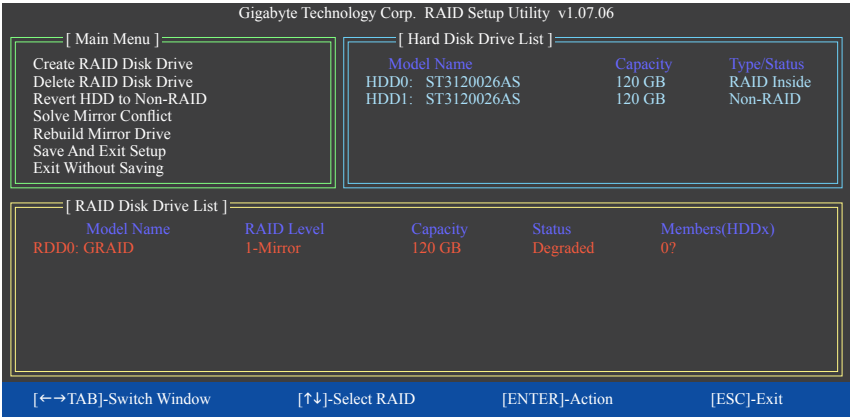 Gigabyte Technology Corp. RAID Setup Utility v1.07.06
[ Main Menu ]
Create RAID Disk Drive
Delete RAID Disk Drive
Revert HDD to Non-RAID
Solve Mirror Conflict
Rebuild Mirror Drive
Save And Exit Setup
Exit Without Saving
[ Hard Disk Drive List ]
Model Name Capacity Type/Status
HDD0: ST3120026AS 120 GB RAID Inside
HDD1: ST3120026AS 120 GB Non-RAID
[ RAID Disk Drive List ]
Model Name RAID Level Capacity Status Members(HDDx)
RDD0: GRAID 1-Mirror 120 GB Degraded 0?
[←→TAB]-Switch Window [↑↓]-Select RAID [ENTER]-Action [ESC]-Exit